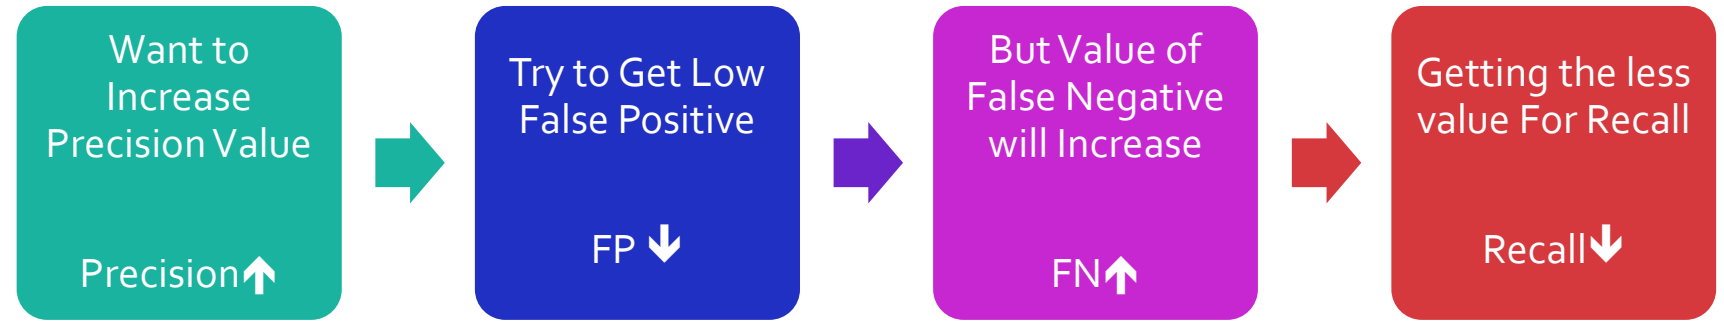 Want to
Increase
Precision Value
Precision🡹
Try to Get Low
False Positive
FP 🡻
But Value of
False Negative
will Increase
FN🡹
Getting the less
value For Recall
Recall🡻